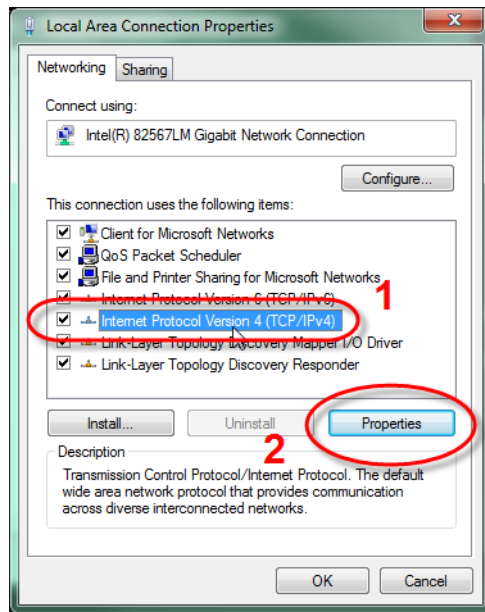 Local Area Connection Properties
Networking
Sharing
Connect using:
Intel(R) 82567LM Gigabit Network Connection
Configure...
This connection uses the following items:
Client for Microsoft Networks
QoS Packet Scheduler
File and Printer Sharing for Microsoft Networks
1
Internet Protocol Version 6 (TCP/IPv6)
Internet Protocol Version 4 (TCP/IPv4)
Link-Layer Topology Discovery Mapper I/O Driver
Link-Layer Topology Discovery Responder
Install...
Uninstall
Properties
2
Description
Transmission Control Protocol/Internet Protocol. The default
wide area network protocol that provides communication
across diverse interconnected networks.
OK
Cancel